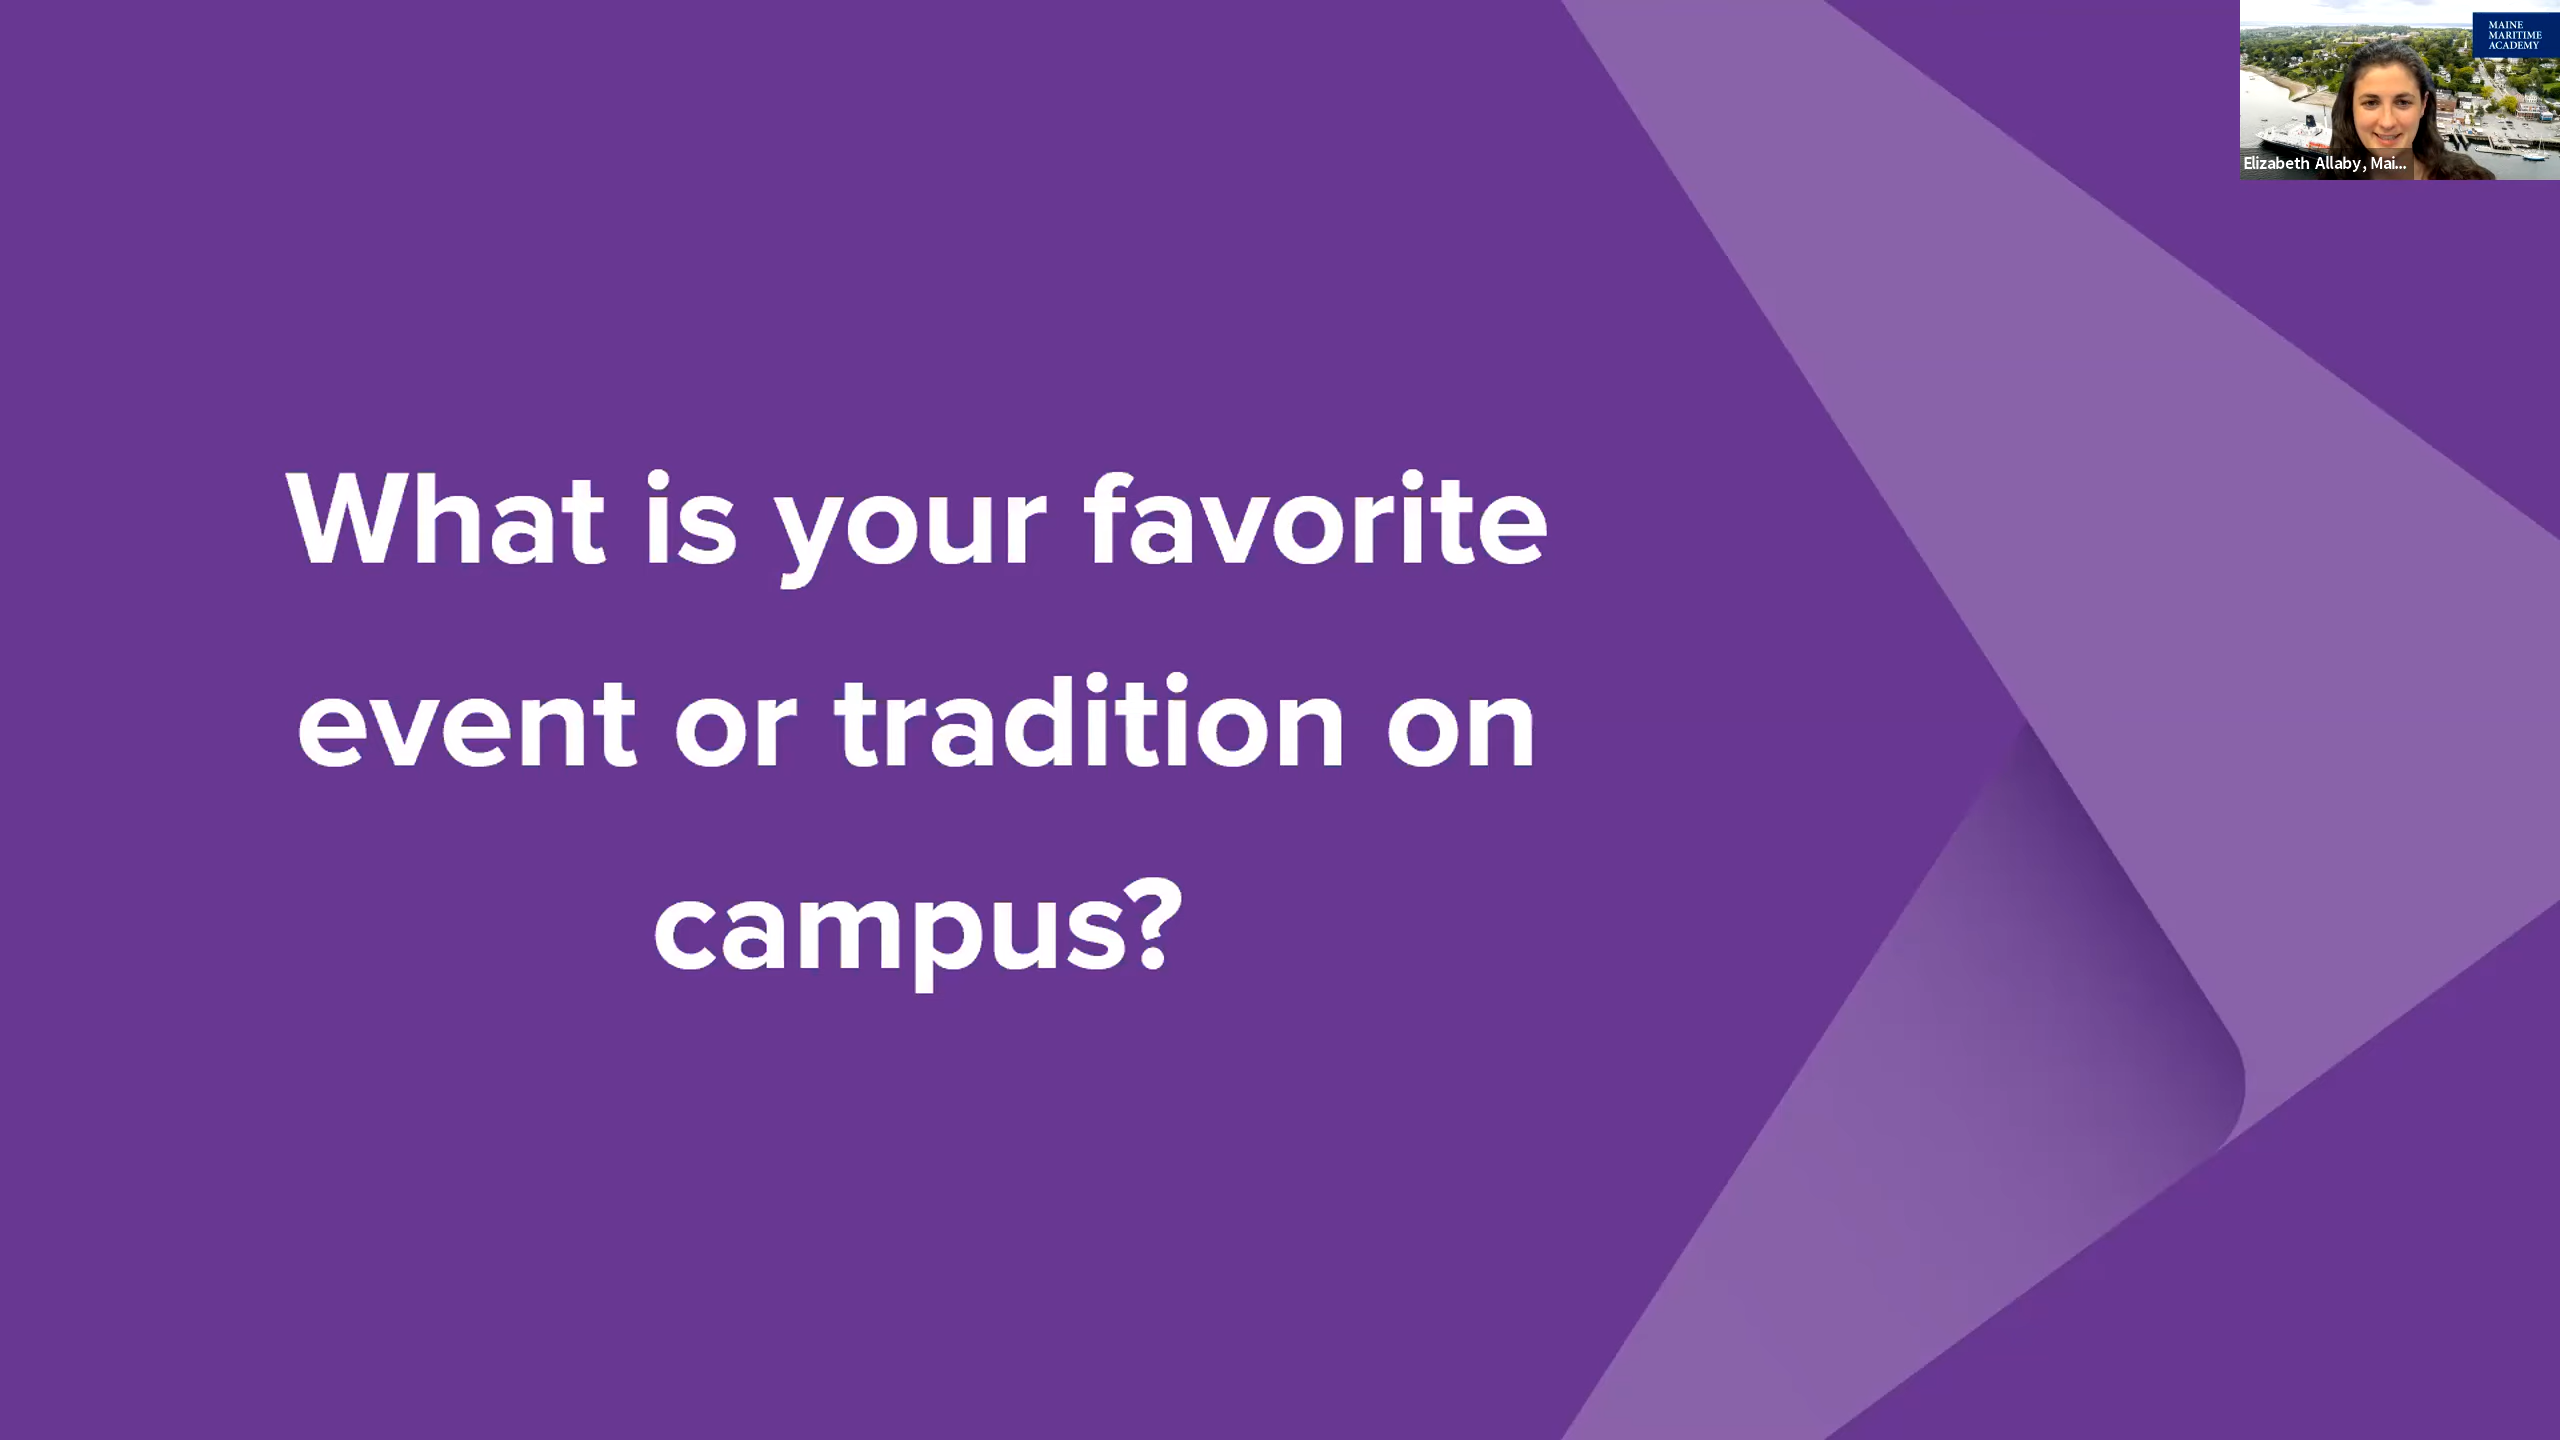 What is your favorite
event or tradition on
campus?
MAINE
MARITIME
ACADEMY
Elizabeth Allaby, Mai...